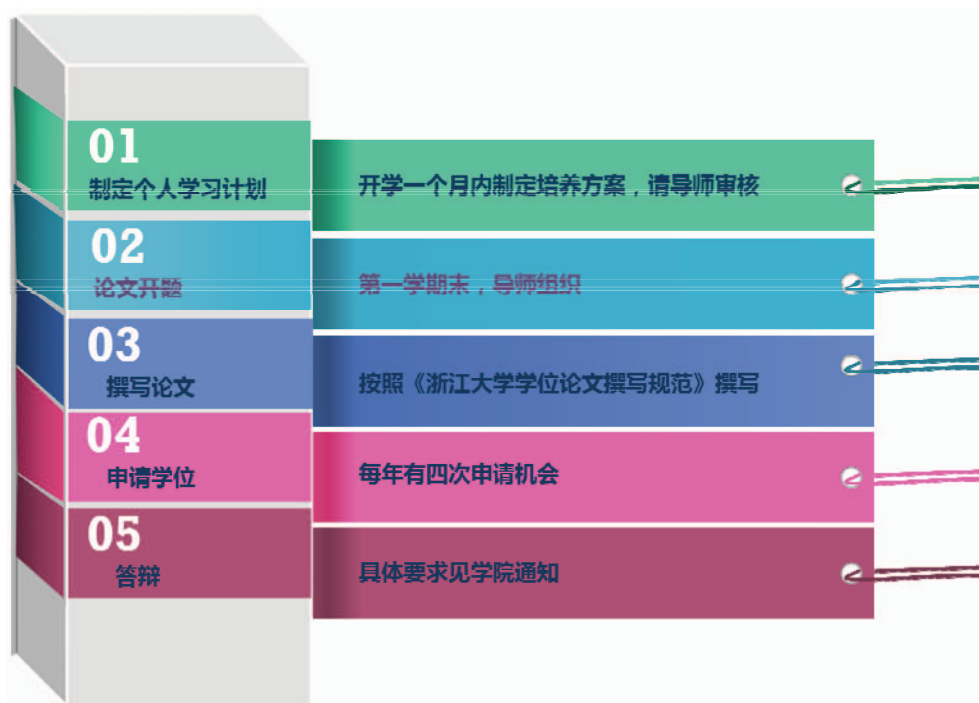 01
制定个人学习计划
开学一个月内制定培养方案，请导师审核
02
论文开题
第一学期末，导师组织
03
撰写论文
按照《浙江大学学位论文撰写规范》撰写
04
申请学位
每年有四次申请机会
05
答辩
具体要求见学院通知